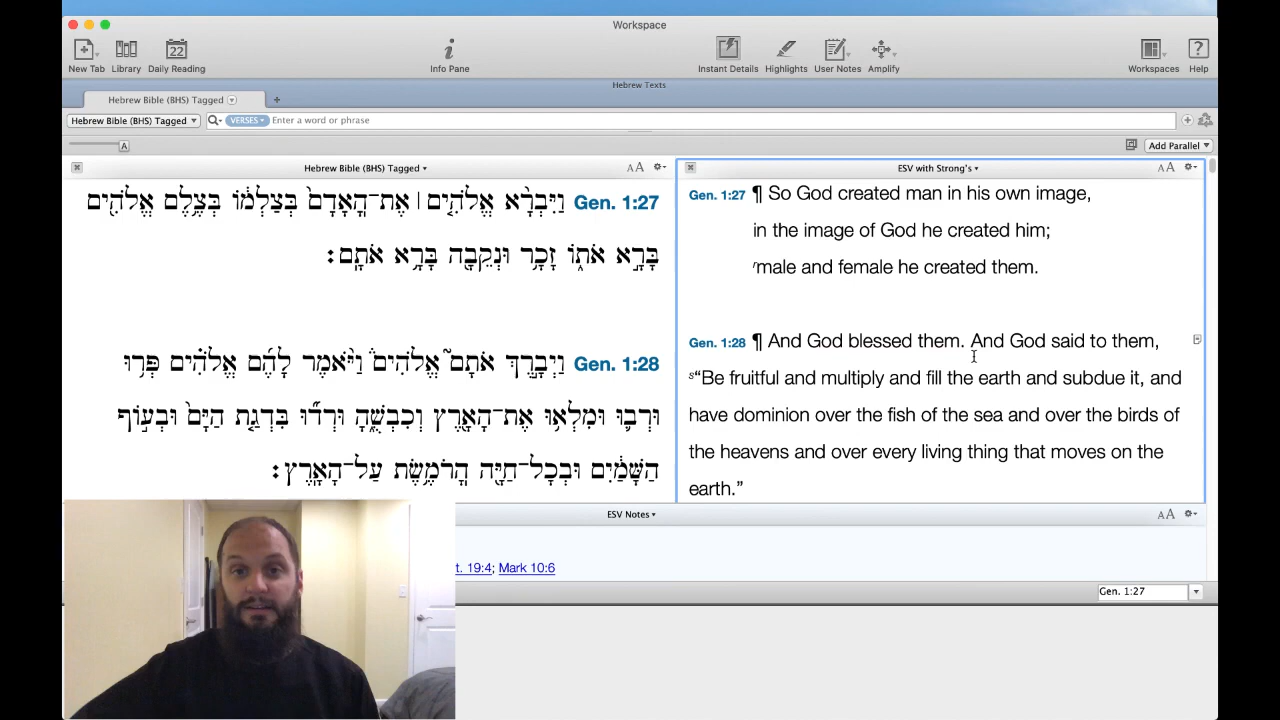 Workspace
New Tab Library Daily Reading Info Pane Instant Details Highlights User Notes Amplify Workspaces Help
22
Hebrew Texts
Hebrew Bible (BHS) Tagged
Hebrew Bible (BHS) Tagged VERSES Enter a word or phrase
A Add Parallel
Hebrew Bible (BHS) Tagged AA
Gen. 1:27 וַיִּבְרָ֨א אֱלֹהִ֤ים ׀ אֶת־הָֽאָדָם֙ בְּצַלְמ֔וֹ בְּצֶ֥לֶם אֱלֹהִ֖ים
בָּרָ֣א אֹת֑וֹ זָכָ֥ר וּנְקֵבָ֖ה בָּרָ֥א אֹתָֽם׃
Gen. 1:28 וַיְבָ֣רֶךְ אֹתָם֮ אֱלֹהִים֒ וַיֹּ֨אמֶר לָהֶ֜ם אֱלֹהִ֗ים פְּר֥וּ
וּרְב֛וּ וּמִלְא֥וּ אֶת־הָאָ֖רֶץ וְכִבְשֻׁ֑הָ וּרְד֞וּ בִּדְגַ֤ת הַיָּם֙ וּבְע֣וֹף
הַשָּׁמַ֔יִם וּבְכָל־חַיָּ֖ה הָֽרֹמֶ֥שֶׂת עַל־הָאָֽרֶץ׃
ESV with Strong's AA
Gen. 1:27 ¶ So God created man in his own image,
in the image of God he created him;
r male and female he created them.
Gen. 1:28 ¶ And God blessed them. And God said to them,
s“Be fruitful and multiply and fill the earth and subdue it, and
have dominion over the fish of the sea and over the birds of
the heavens and over every living thing that moves on the
earth.”
ESV Notes AA
t. 19:4; Mark 10:6
Gen. 1:27